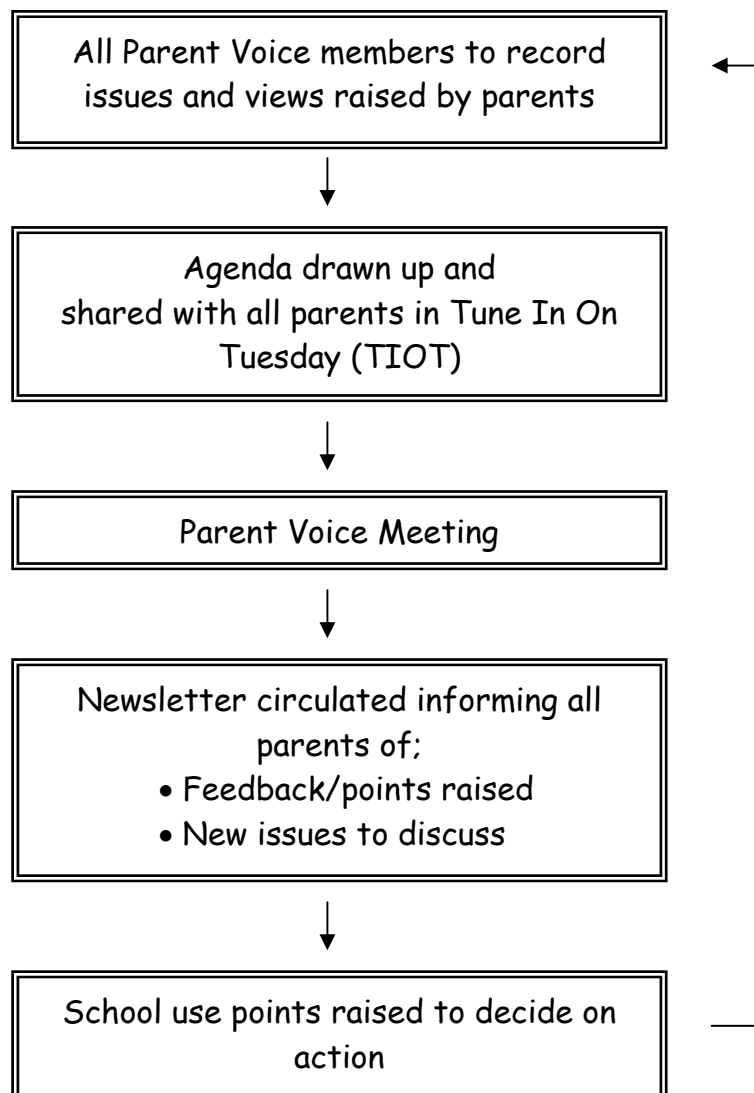 All Parent Voice members to record
issues and views raised by parents
Agenda drawn up and
shared with all parents in Tune In On
Tuesday (TIOT)
Parent Voice Meeting
Newsletter circulated informing all
parents of;
• Feedback/points raised
• New issues to discuss
School use points raised to decide on
action